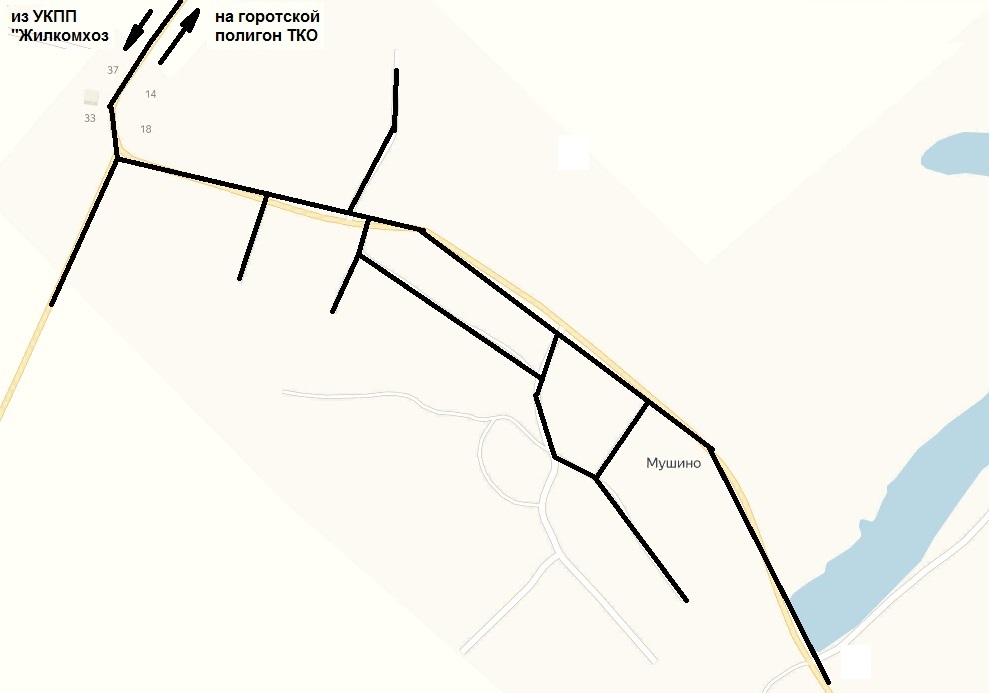 из УКПП
"Жилкомхоз
на горотской
полигон ТКО
37
14
33
18
Мушино